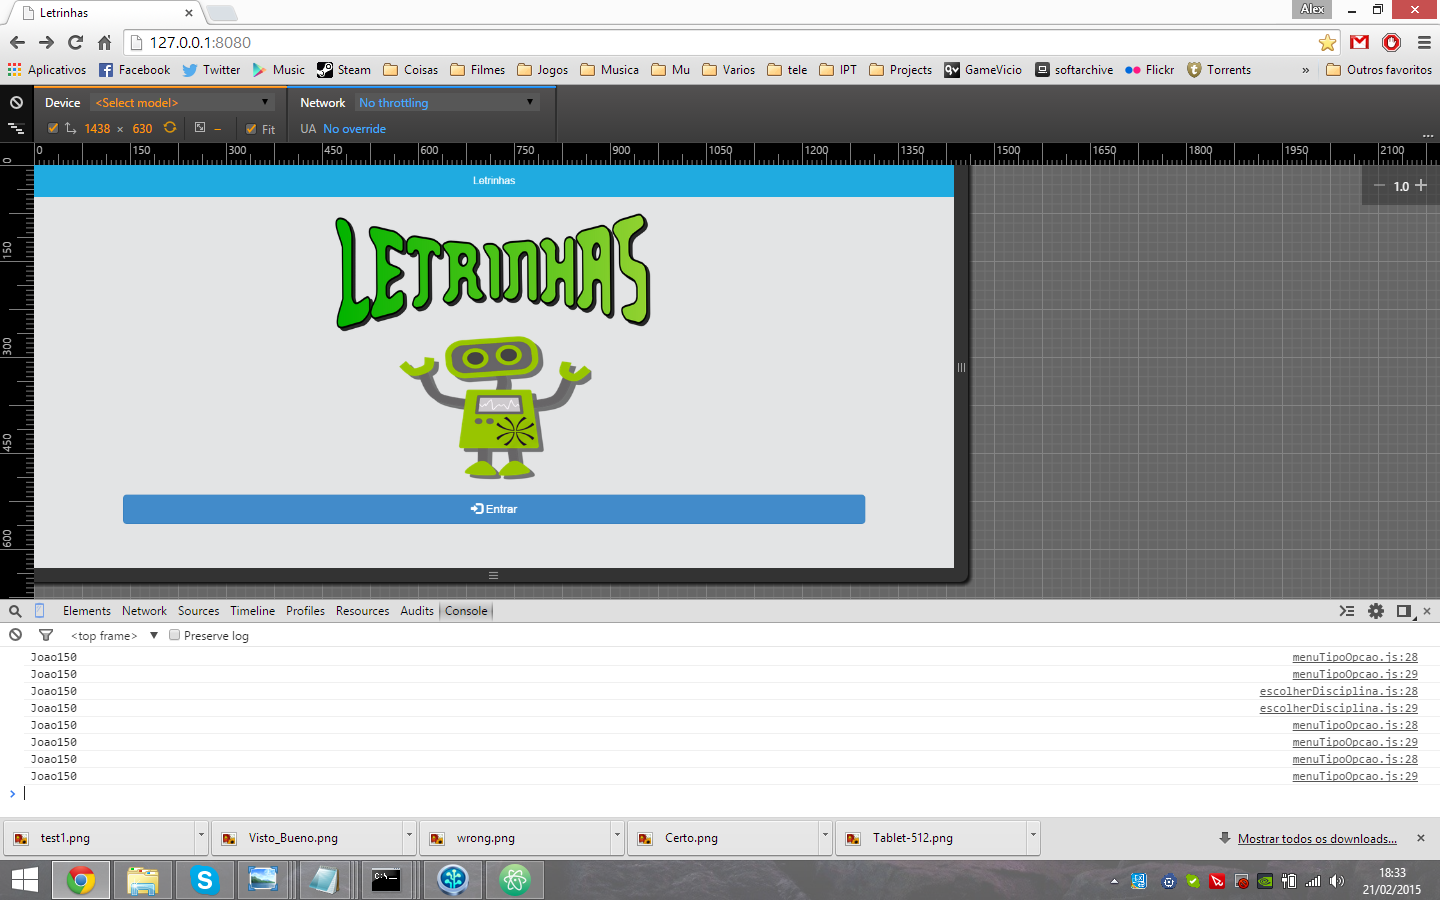 Letrinhas
Alex
127.0.0.1:8080
Aplicativos Facebook Twitter Music Steam Coisas Filmes Jogos Musica Mu Varios tele IPT Projects GameVicio softarchive Flickr Torrents » Outros favoritos
Device <Select model> Network No throttling
1438 × 630 Fit UA No override
...
0 150 300 450 600 750 900 1050 1200 1350 1500 1650 1800 1950 2100
0
150
300
450
600
1.0
Letrinhas
LETRINHAS
Entrar
Elements Network Sources Timeline Profiles Resources Audits Console
<top frame> Preserve log
Joao150 menuTipoOpcao.js:28
Joao150 menuTipoOpcao.js:29
Joao150 escolherDisciplina.js:28
Joao150 escolherDisciplina.js:29
Joao150 menuTipoOpcao.js:28
Joao150 menuTipoOpcao.js:29
Joao150 menuTipoOpcao.js:28
Joao150 menuTipoOpcao.js:29
>
test1.png Visto_Bueno.png wrong.png Certo.png Tablet-512.png Mostrar todos os downloads...
18:33
21/02/2015